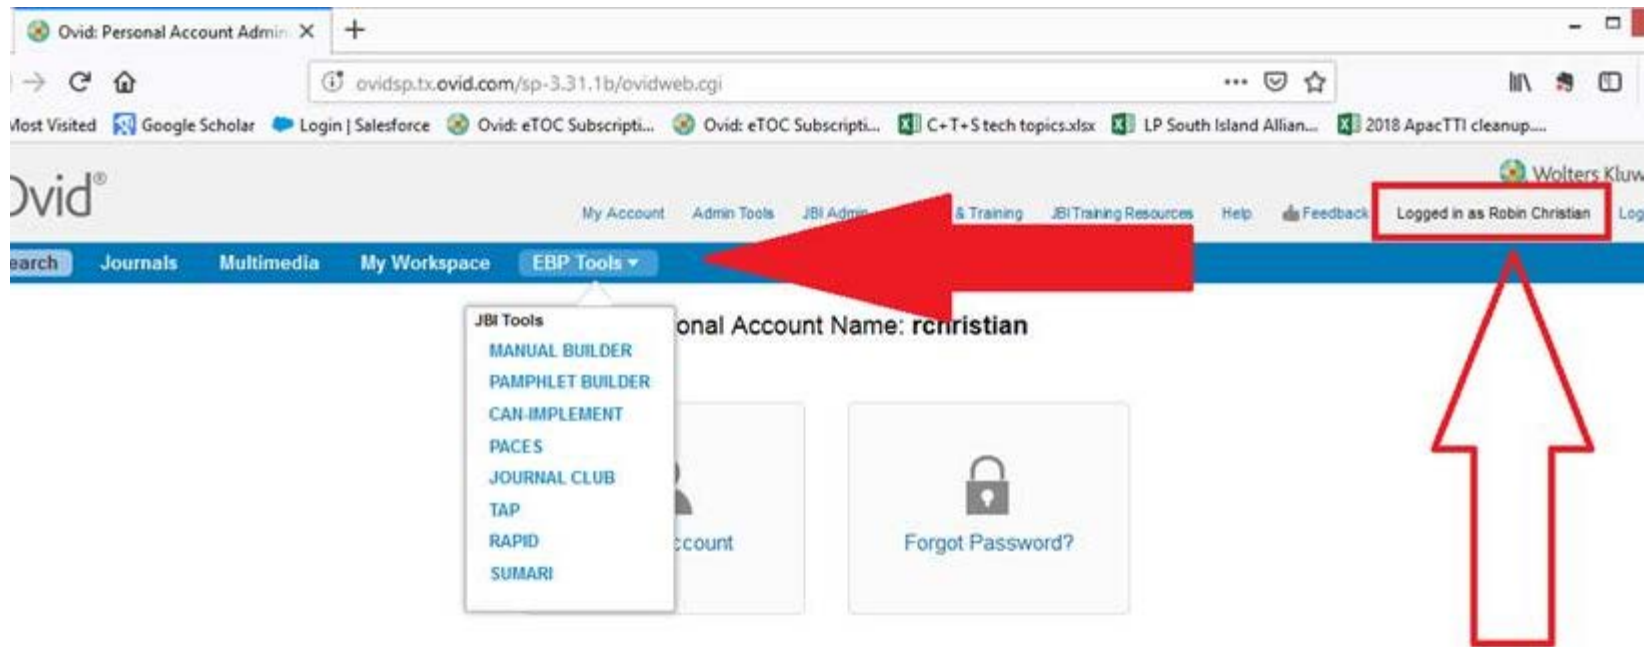 Ovid: Personal Account Admin
ovidsp.tx.ovid.com/sp-3.31.1b/ovidweb.cgi
Most Visited Google Scholar Login | Salesforce Ovid: eTOC Subscripti... Ovid: eTOC Subscripti... C+T+S tech topics.xlsx LP South Island Allian... 2018 ApacTTI cleanup....
Ovid®
Wolters Kluw
My Account Admin Tools JBI Admin & Training JBI Training Resources Help Feedback Logged in as Robin Christian Log
earch Journals Multimedia My Workspace EBP Tools
JBI Tools
onal Account Name: rchristian
MANUAL BUILDER
PAMPHLET BUILDER
CAN-IMPLEMENT
PACES
JOURNAL CLUB
TAP
RAPID
SUMARI
ccount
Forgot Password?